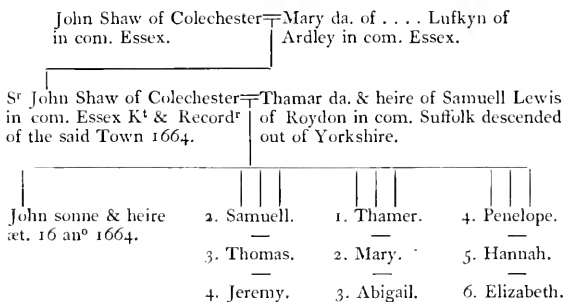 John Shaw of Colechester=Mary da. of . . . . Lufkyn of
in com. Essex. Ardley in com. Essex.
Sr John Shaw of Colechester=Thamar da. & heire of Samuell Lewis
in com. Essex Kt & Recordr of Roydon in com. Suffolk descended
of the said Town 1664. out of Yorkshire.
John sonne & heire 2. Samuell. 1. Thamer. 4. Penelope.
æt. 16 ano 1664. — — —
3. Thomas. 2. Mary. 5. Hannah.
— — —
4. Jeremy. 3. Abigail. 6. Elizabeth.